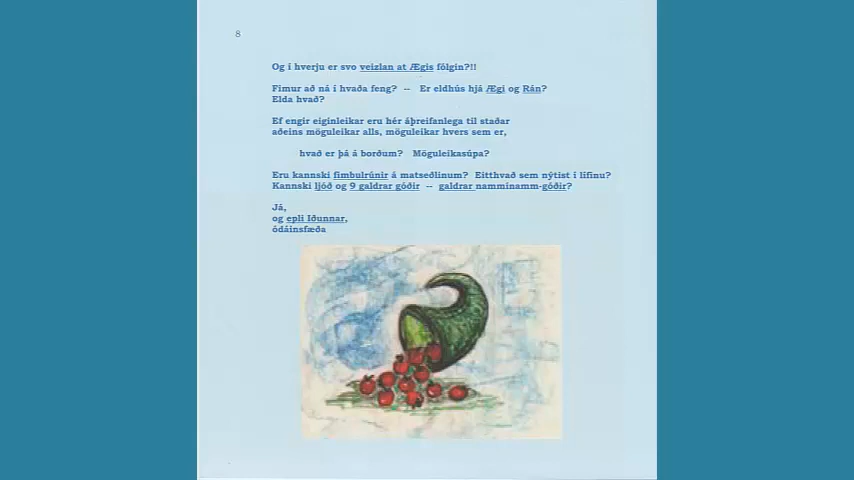 8
Og í hverju er svo veizlan at Ægis fólgin?!!
Fimur að ná í hvaða feng? -- Er eldhús hjá Ægi og Rán?
Elda hvað?
Ef engir eiginleikar eru hér áþreifanlega til staðar
aðeins möguleikar alls, möguleikar hvers sem er,
hvað er þá á borðum? Möguleikasúpa?
Eru kannski fimbulrúnir á matseðlinum? Eitthvað sem nýtist í lífinu?
Kannski ljóð og 9 galdrar góðir -- galdrar namminamm-góðir?
Já,
og epli Iðunnar,
ódáinsfæða